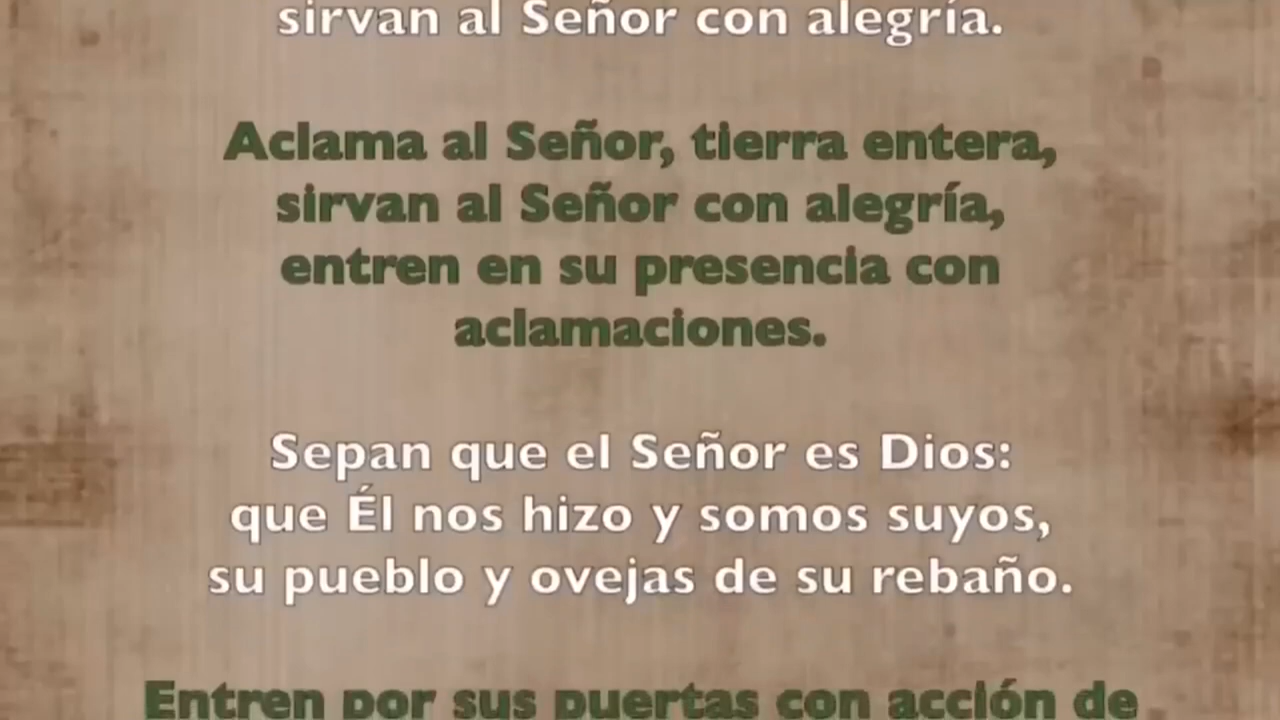 sirvan al Señor con alegría.
Aclama al Señor, tierra entera,
sirvan al Señor con alegría,
entren en su presencia con
aclamaciones.
Sepan que el Señor es Dios:
que Él nos hizo y somos suyos,
su pueblo y ovejas de su rebaño.
Entren por sus puertas con acción de